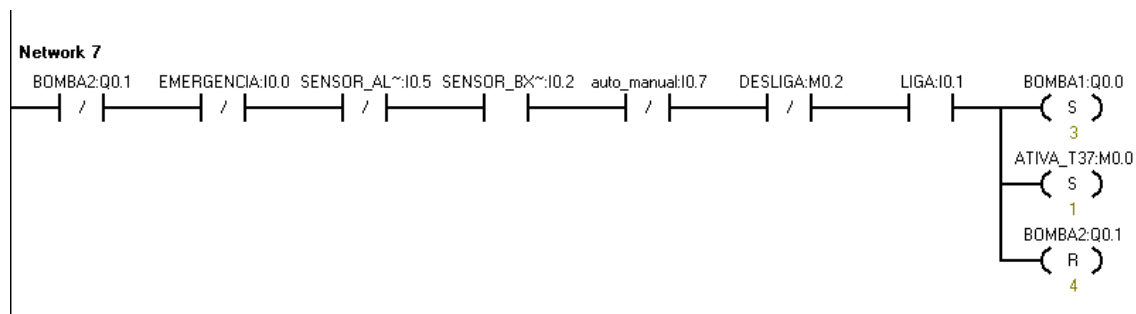 Network 7
BOMBA2:Q0.1 EMERGENCIA:I0.0 SENSOR_AL~:I0.5 SENSOR_BX~:I0.2 auto_manual:I0.7 DESLIGA:M0.2 LIGA:I0.1 BOMBA1:Q0.0
/ / / / / S
3
ATIVA_T37:M0.0
S
1
BOMBA2:Q0.1
R
4